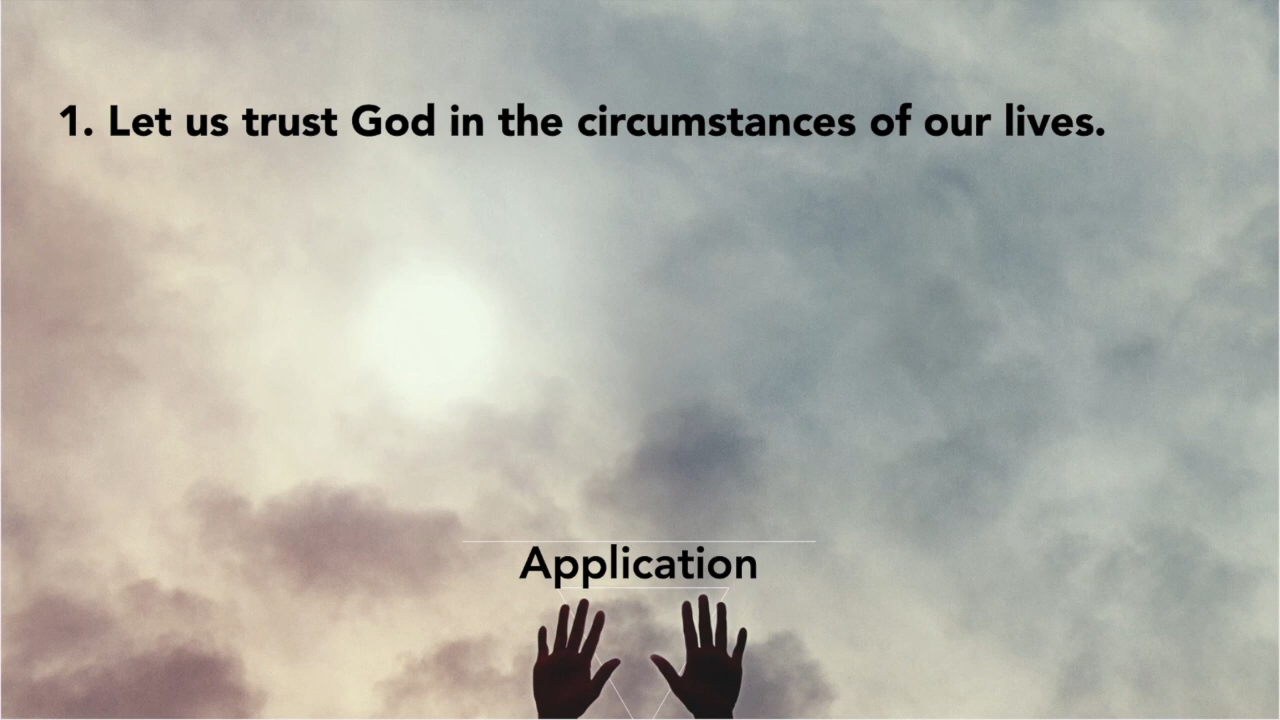 1. Let us trust God in the circumstances of our lives.
Application